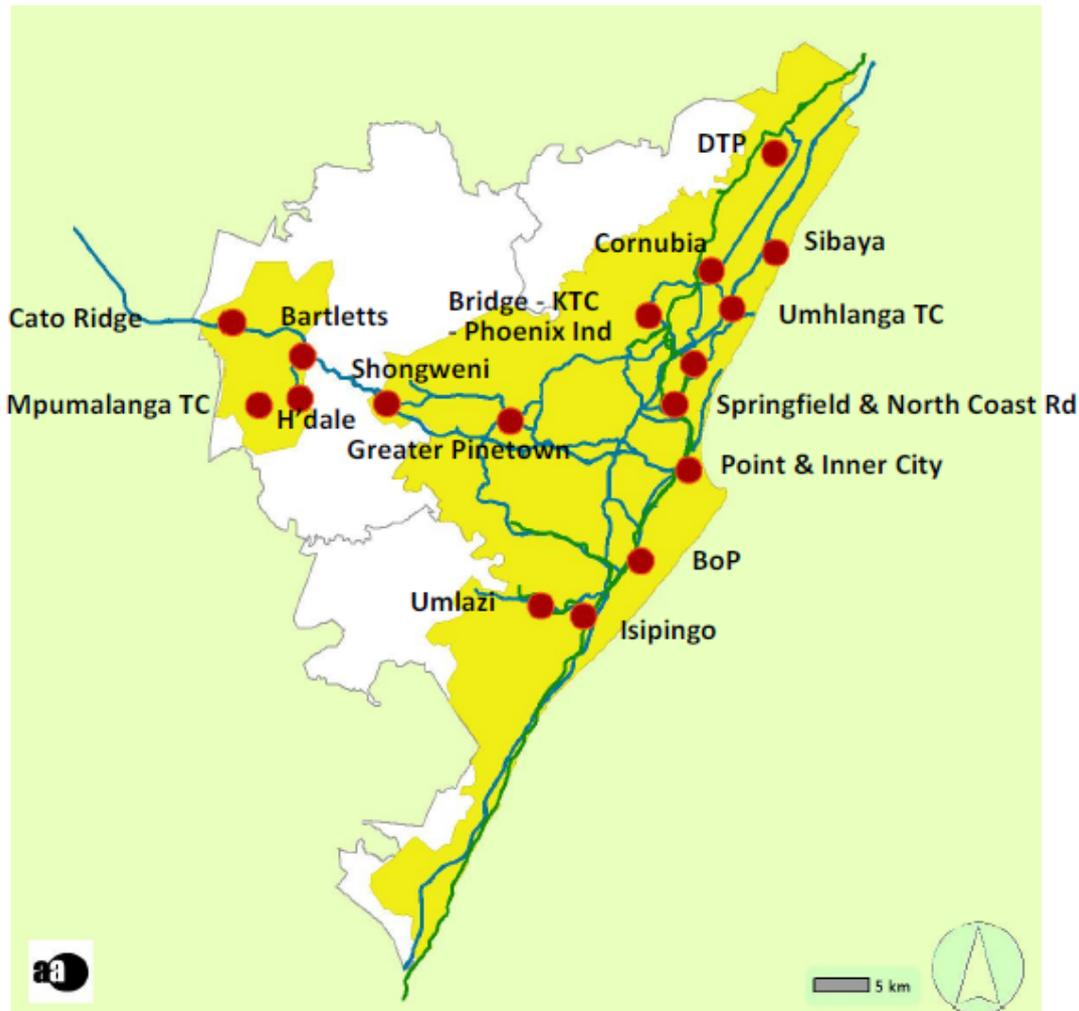 DTP
Cornubia
Sibaya
Bridge - KTC
- Phoenix Ind
Umhlanga TC
Cato Ridge
Bartletts
Shongweni
Mpumalanga TC
H'dale
Springfield & North Coast Rd
Greater Pinetown
Point & Inner City
BoP
Umlazi
Isipingo
aa
5 km